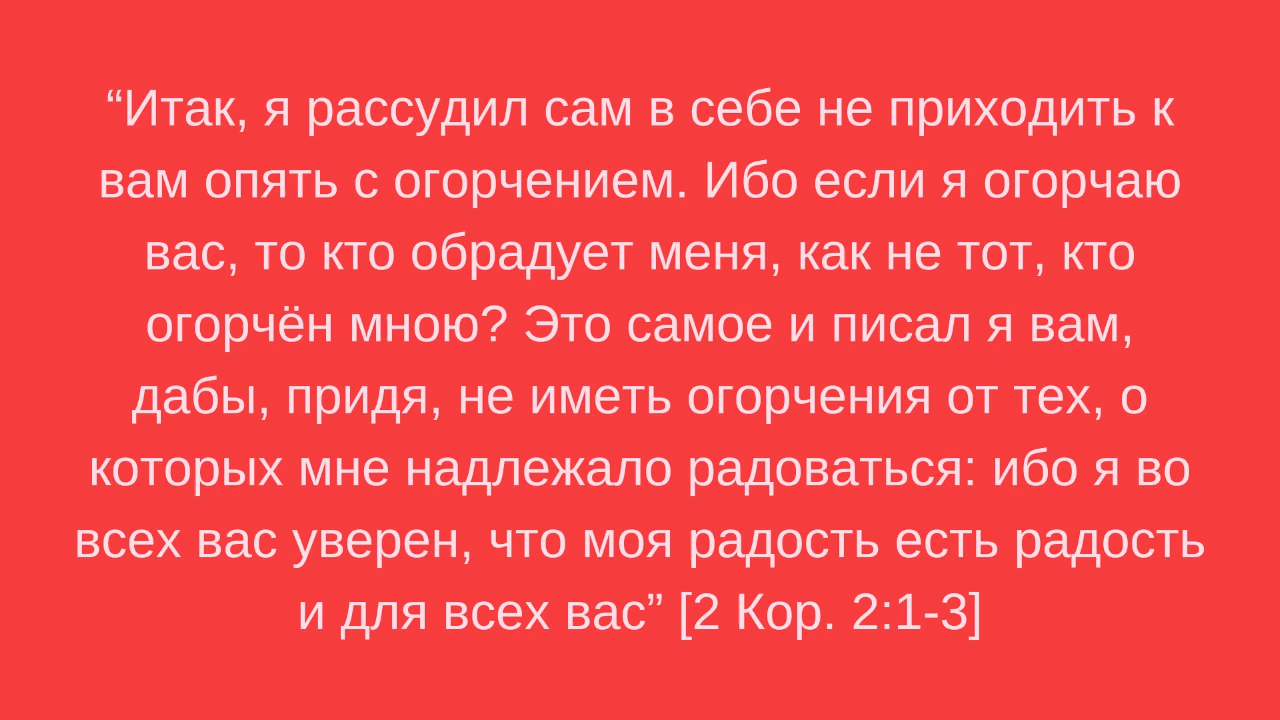 “Итак, я рассудил сам в себе не приходить к
вам опять с огорчением. Ибо если я огорчаю
вас, то кто обрадует меня, как не тот, кто
огорчён мною? Это самое и писал я вам,
дабы, придя, не иметь огорчения от тех, о
которых мне надлежало радоваться: ибо я во
всех вас уверен, что моя радость есть радость
и для всех вас” [2 Кор. 2:1-3]